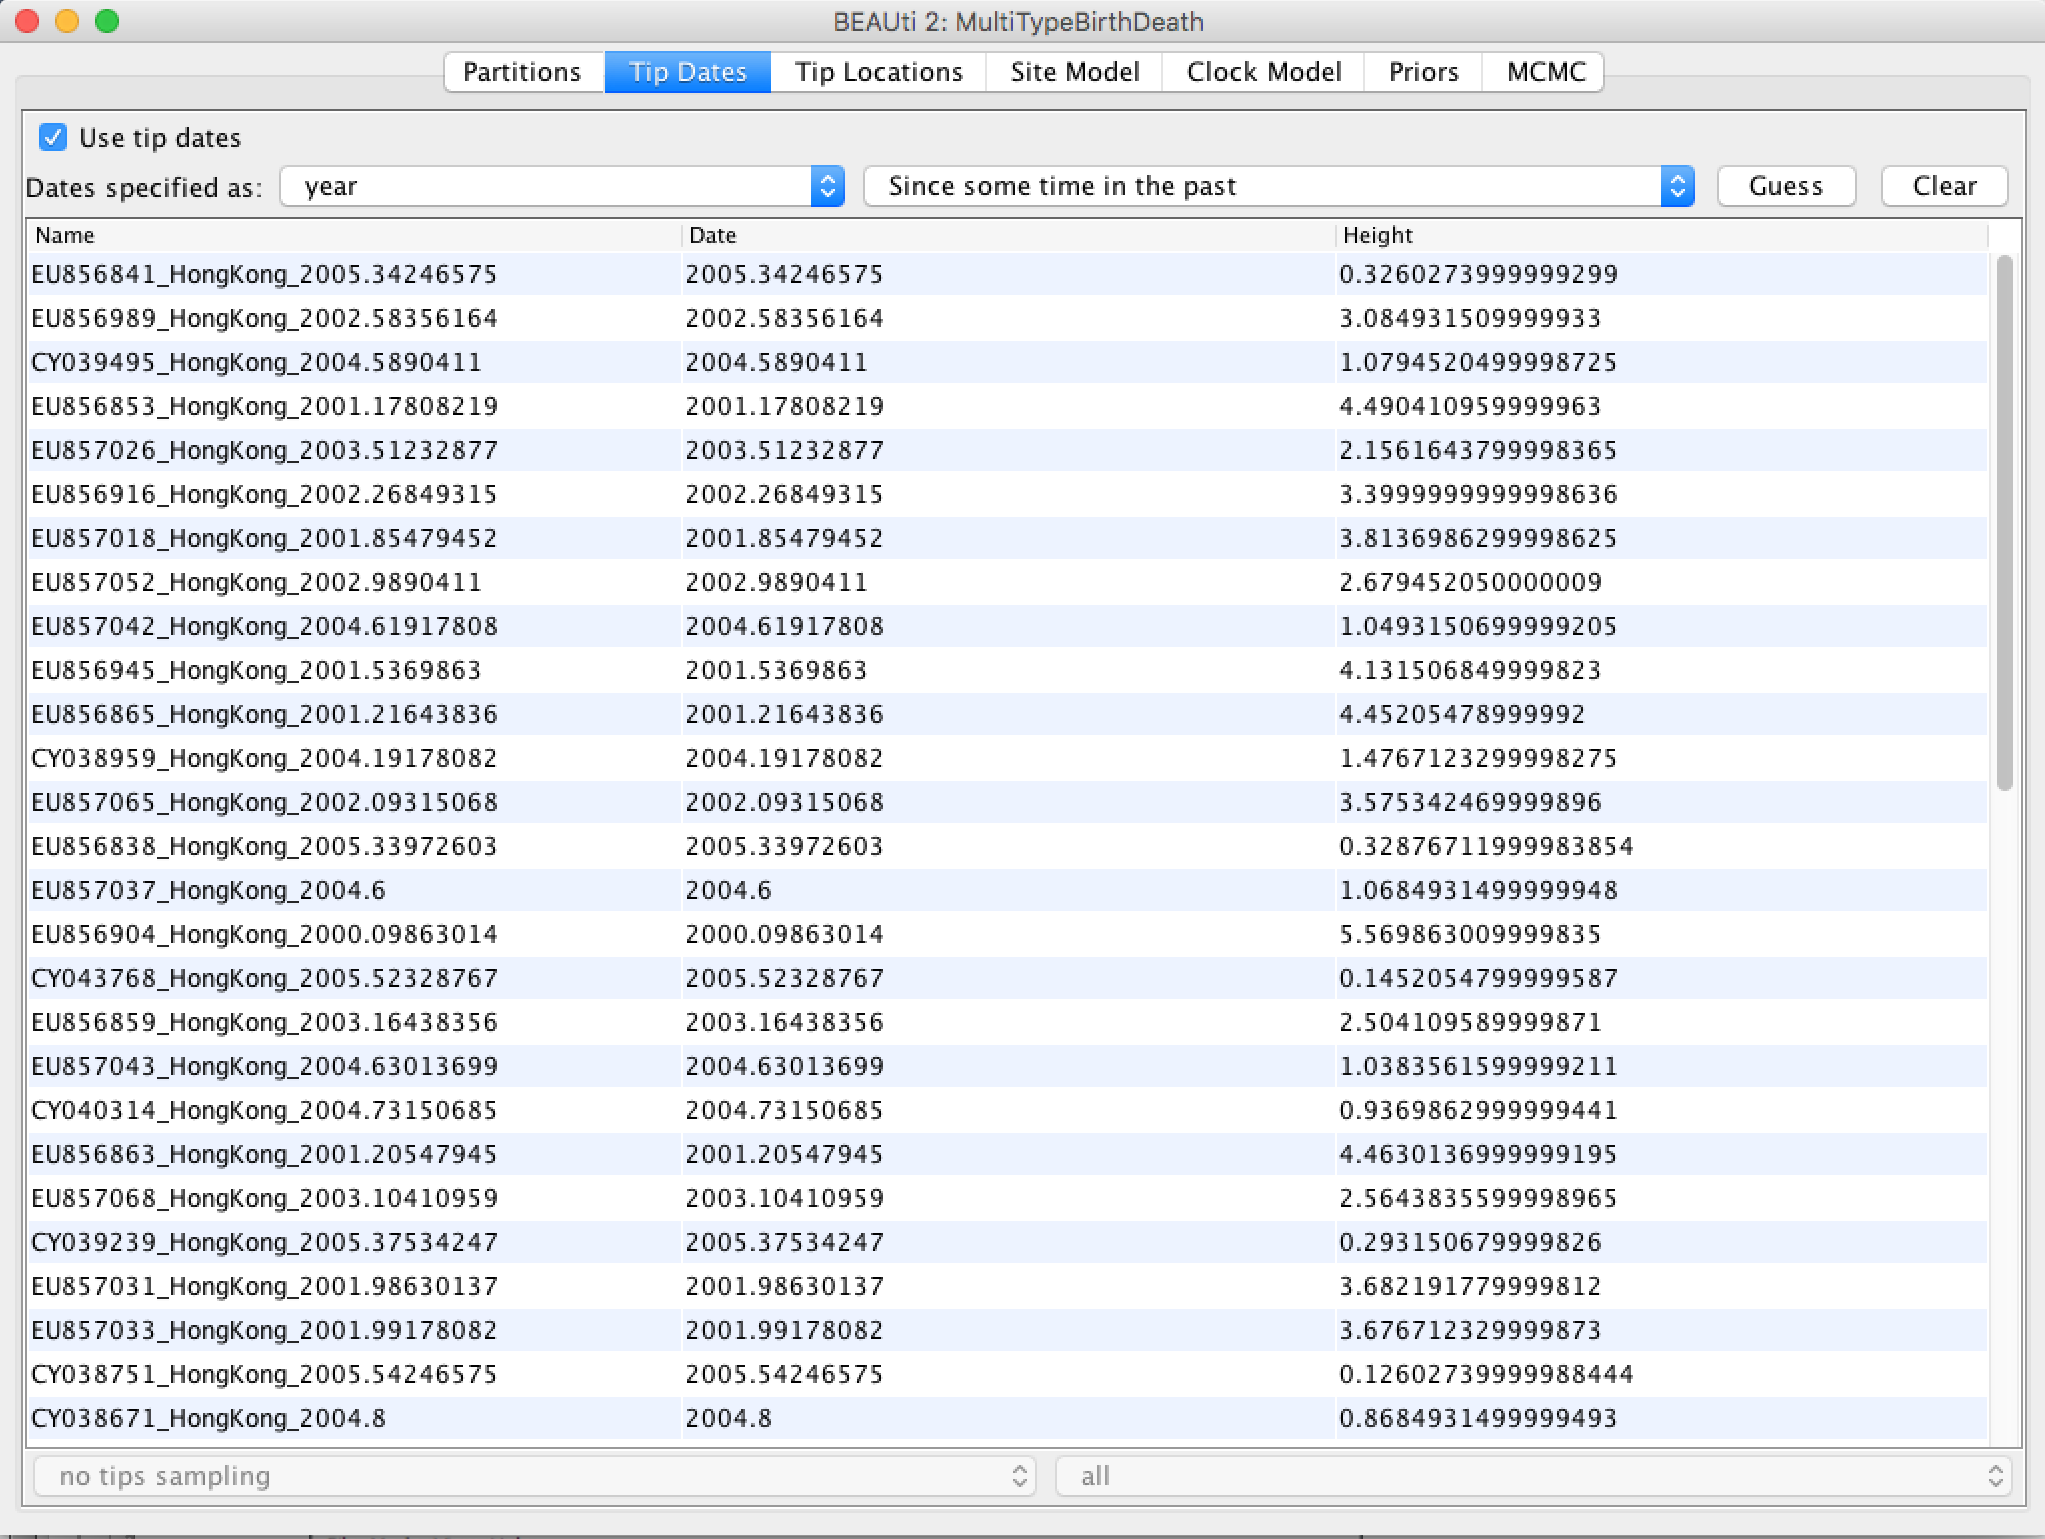 BEAUti 2: MultiTypeBirthDeath
Partitions Tip Dates Tip Locations Site Model Clock Model Priors MCMC
Use tip dates
Dates specified as: year Since some time in the past Guess Clear
Name Date Height
EU856841_HongKong_2005.34246575 2005.34246575 0.3260273999999299
EU856989_HongKong_2002.58356164 2002.58356164 3.084931509999933
CY039495_HongKong_2004.5890411 2004.5890411 1.0794520499998725
EU856853_HongKong_2001.17808219 2001.17808219 4.490410959999963
EU857026_HongKong_2003.51232877 2003.51232877 2.1561643799998365
EU856916_HongKong_2002.26849315 2002.26849315 3.3999999999998636
EU857018_HongKong_2001.85479452 2001.85479452 3.8136986299998625
EU857052_HongKong_2002.9890411 2002.9890411 2.679452050000009
EU857042_HongKong_2004.61917808 2004.61917808 1.0493150699999205
EU856945_HongKong_2001.5369863 2001.5369863 4.131506849999823
EU856865_HongKong_2001.21643836 2001.21643836 4.45205478999992
CY038959_HongKong_2004.19178082 2004.19178082 1.4767123299998275
EU857065_HongKong_2002.09315068 2002.09315068 3.575342469999896
EU856838_HongKong_2005.33972603 2005.33972603 0.32876711999983854
EU857037_HongKong_2004.6 2004.6 1.0684931499999948
EU856904_HongKong_2000.09863014 2000.09863014 5.569863009999835
CY043768_HongKong_2005.52328767 2005.52328767 0.1452054799999587
EU856859_HongKong_2003.16438356 2003.16438356 2.504109589999871
EU857043_HongKong_2004.63013699 2004.63013699 1.0383561599999211
CY040314_HongKong_2004.73150685 2004.73150685 0.9369862999999441
EU856863_HongKong_2001.20547945 2001.20547945 4.4630136999999195
EU857068_HongKong_2003.10410959 2003.10410959 2.5643835599998965
CY039239_HongKong_2005.37534247 2005.37534247 0.293150679999826
EU857031_HongKong_2001.98630137 2001.98630137 3.682191779999812
EU857033_HongKong_2001.99178082 2001.99178082 3.676712329999873
CY038751_HongKong_2005.54246575 2005.54246575 0.12602739999988444
CY038671_HongKong_2004.8 2004.8 0.8684931499999493
no tips sampling all